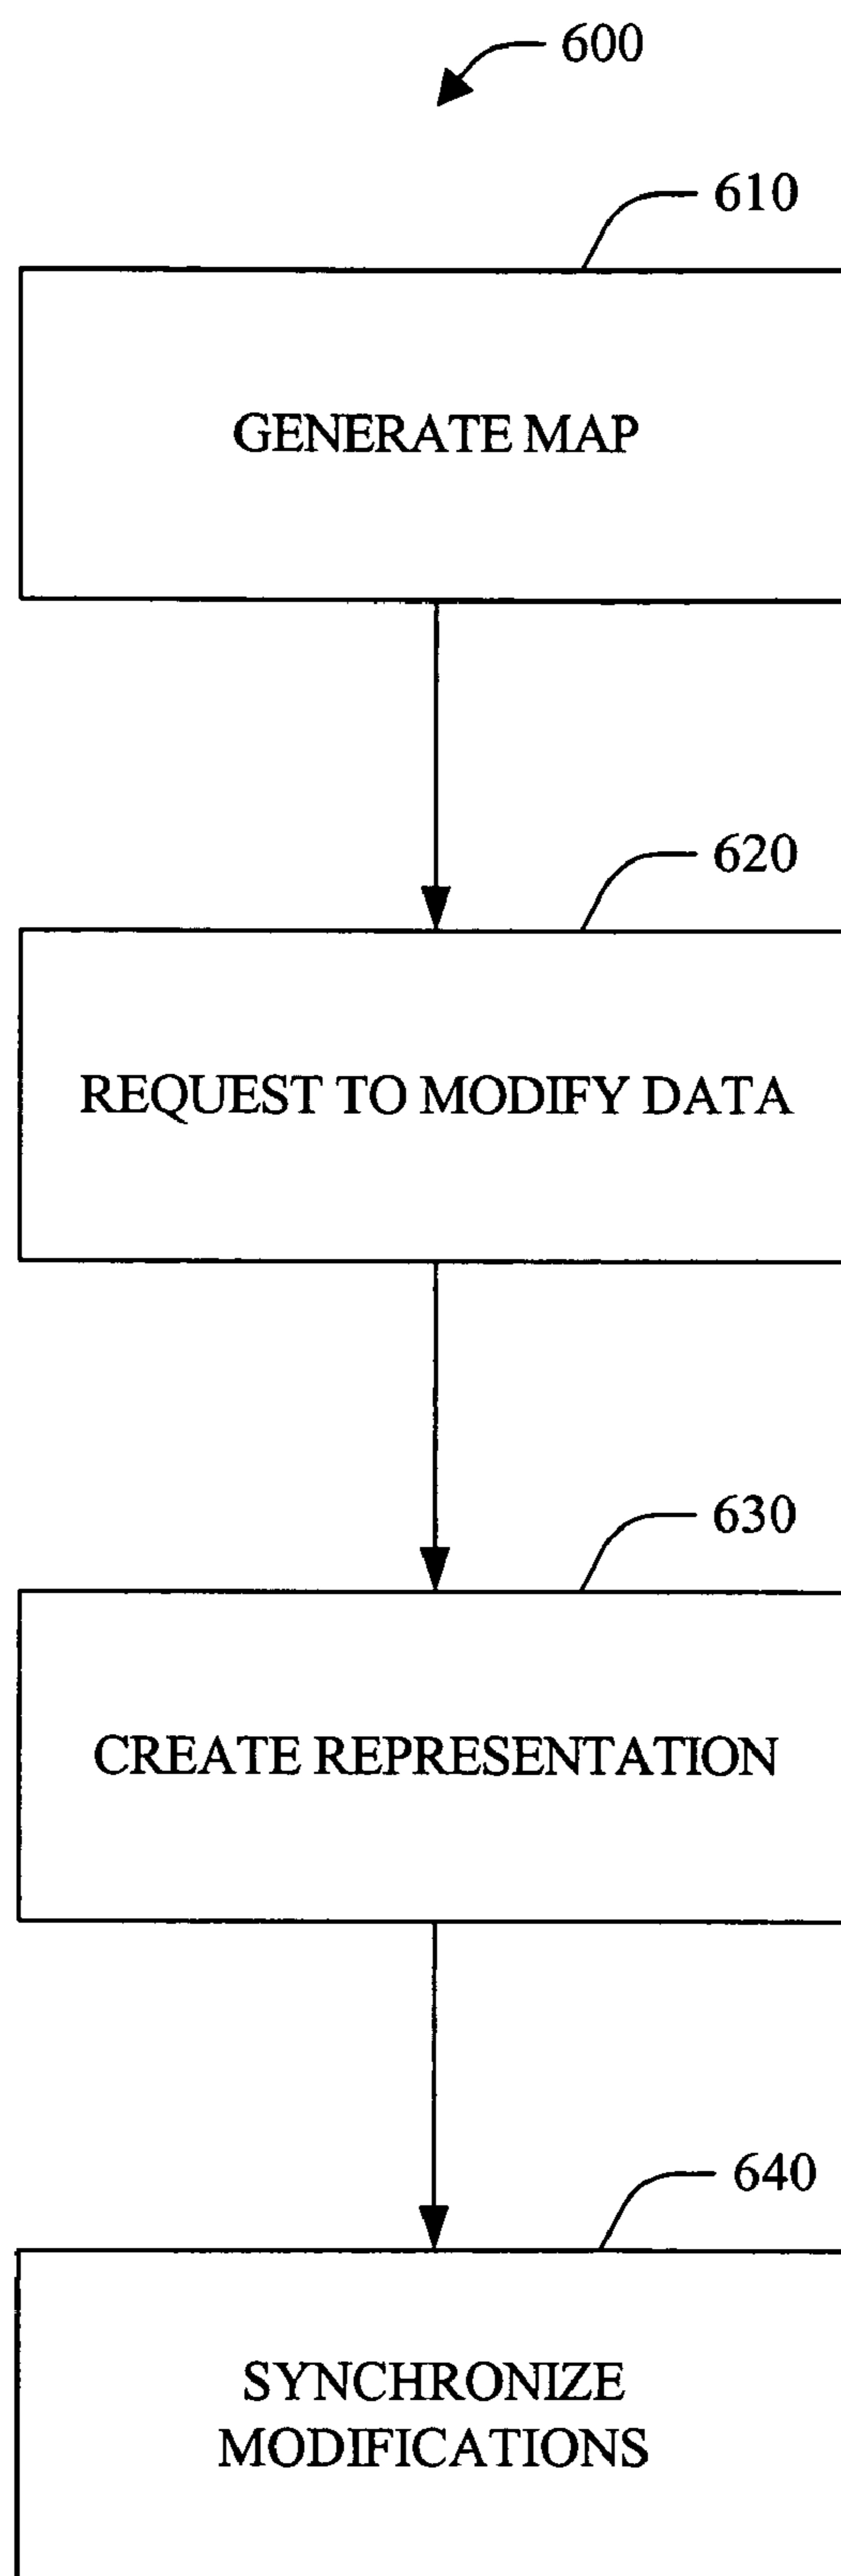 600
610
GENERATE MAP
620
REQUEST TO MODIFY DATA
630
CREATE REPRESENTATION
640
SYNCHRONIZE
MODIFICATIONS